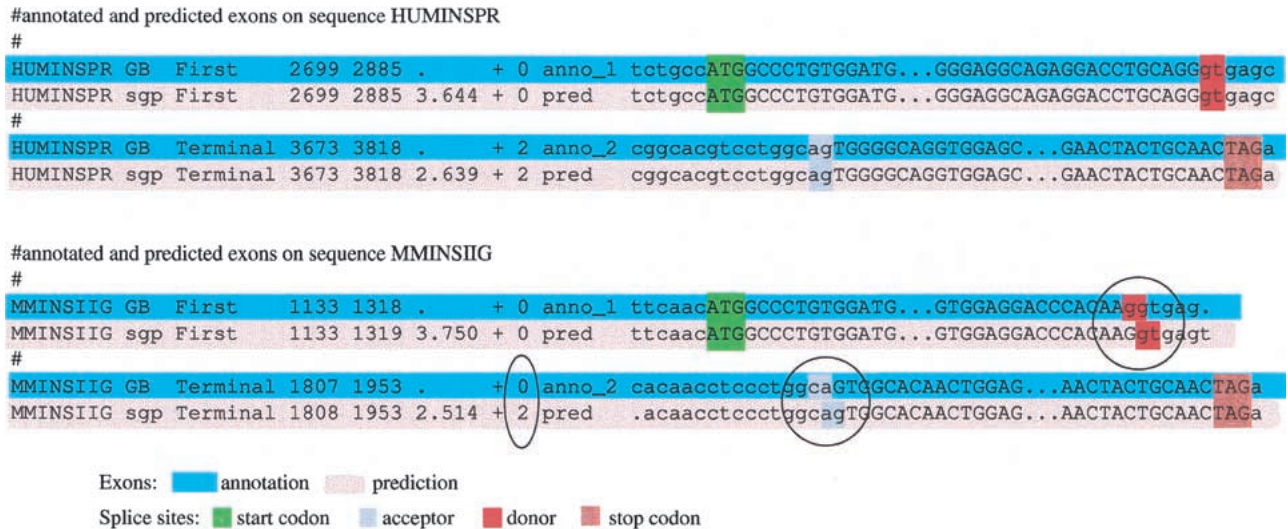 #annotated and predicted exons on sequence HUMINSPR
#
HUMINSPR GB First 2699 2885 . + 0 anno_1 tctgccATGGCCCTGTGGATG...GGGAGGCAGAGGACCTGCAGGgtgagc
HUMINSPR sgp First 2699 2885 3.644 + 0 pred tctgccATGGCCCTGTGGATG...GGGAGGCAGAGGACCTGCAGGgtgagc
#
HUMINSPR GB Terminal 3673 3818 . + 2 anno_2 cggcacgtcctggcagTGGGGCAGGTGGAGC...GAACTACTGCAACTAGa
HUMINSPR sgp Terminal 3673 3818 2.639 + 2 pred cggcacgtcctggcagTGGGGCAGGTGGAGC...GAACTACTGCAACTAGa
#annotated and predicted exons on sequence MMINSIIG
#
MMINSIIG GB First 1133 1318 . + 0 anno_1 ttcaacATGGCCCTGTGGATG...GTGGAGGACCCACAAggtgag.
MMINSIIG sgp First 1133 1319 3.750 + 0 pred ttcaacATGGCCCTGTGGATG...GTGGAGGACCCACAAGgtgagt
#
MMINSIIG GB Terminal 1807 1953 . + 0 anno_2 cacaacctccctggcaGTGGCACAACTGGAG...AACTACTGCAACTAGa
MMINSIIG sgp Terminal 1808 1953 2.514 + 2 pred .acaacctccctggcagTGGCACAACTGGAG...AACTACTGCAACTAGa
Exons: annotation prediction
Splice sites: start codon acceptor donor stop codon